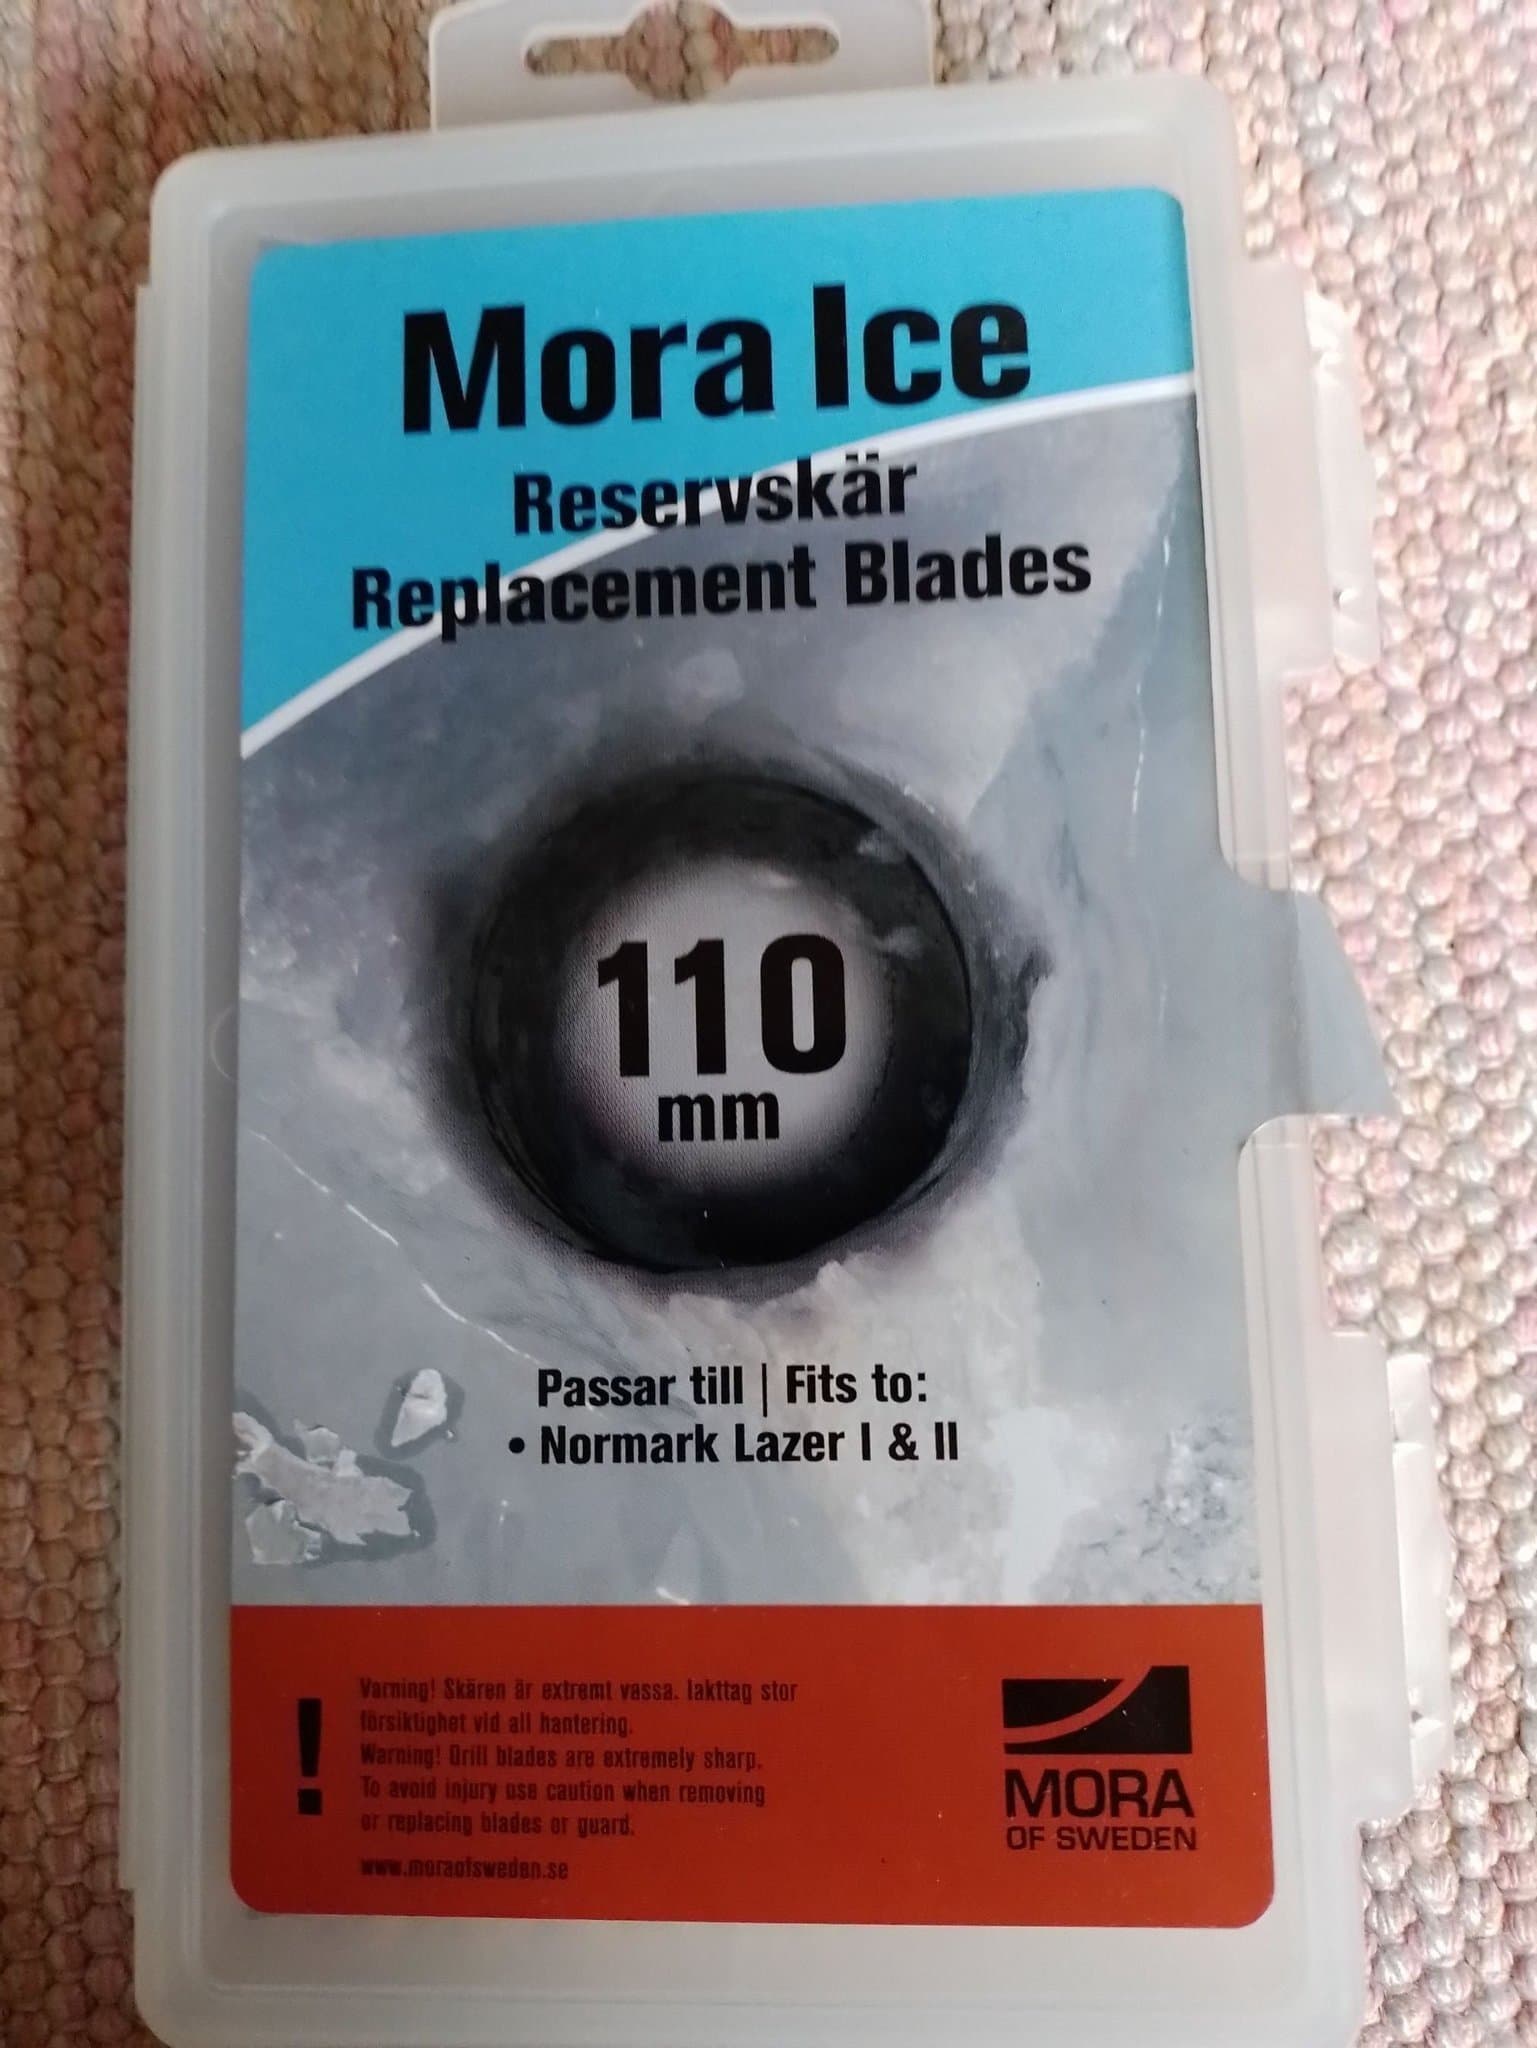 Mora Ice
Reservskär
Replacement Blades
110
mm
Passar till | Fits to:
• Normark Lazer I & II
!
Varning! Skären är extremt vassa. Iakttag stor
försiktighet vid all hantering.
Warning! Drill blades are extremely sharp.
To avoid injury use caution when removing
or replacing blades or guard.
www.moraofsweden.se
MORA
OF SWEDEN